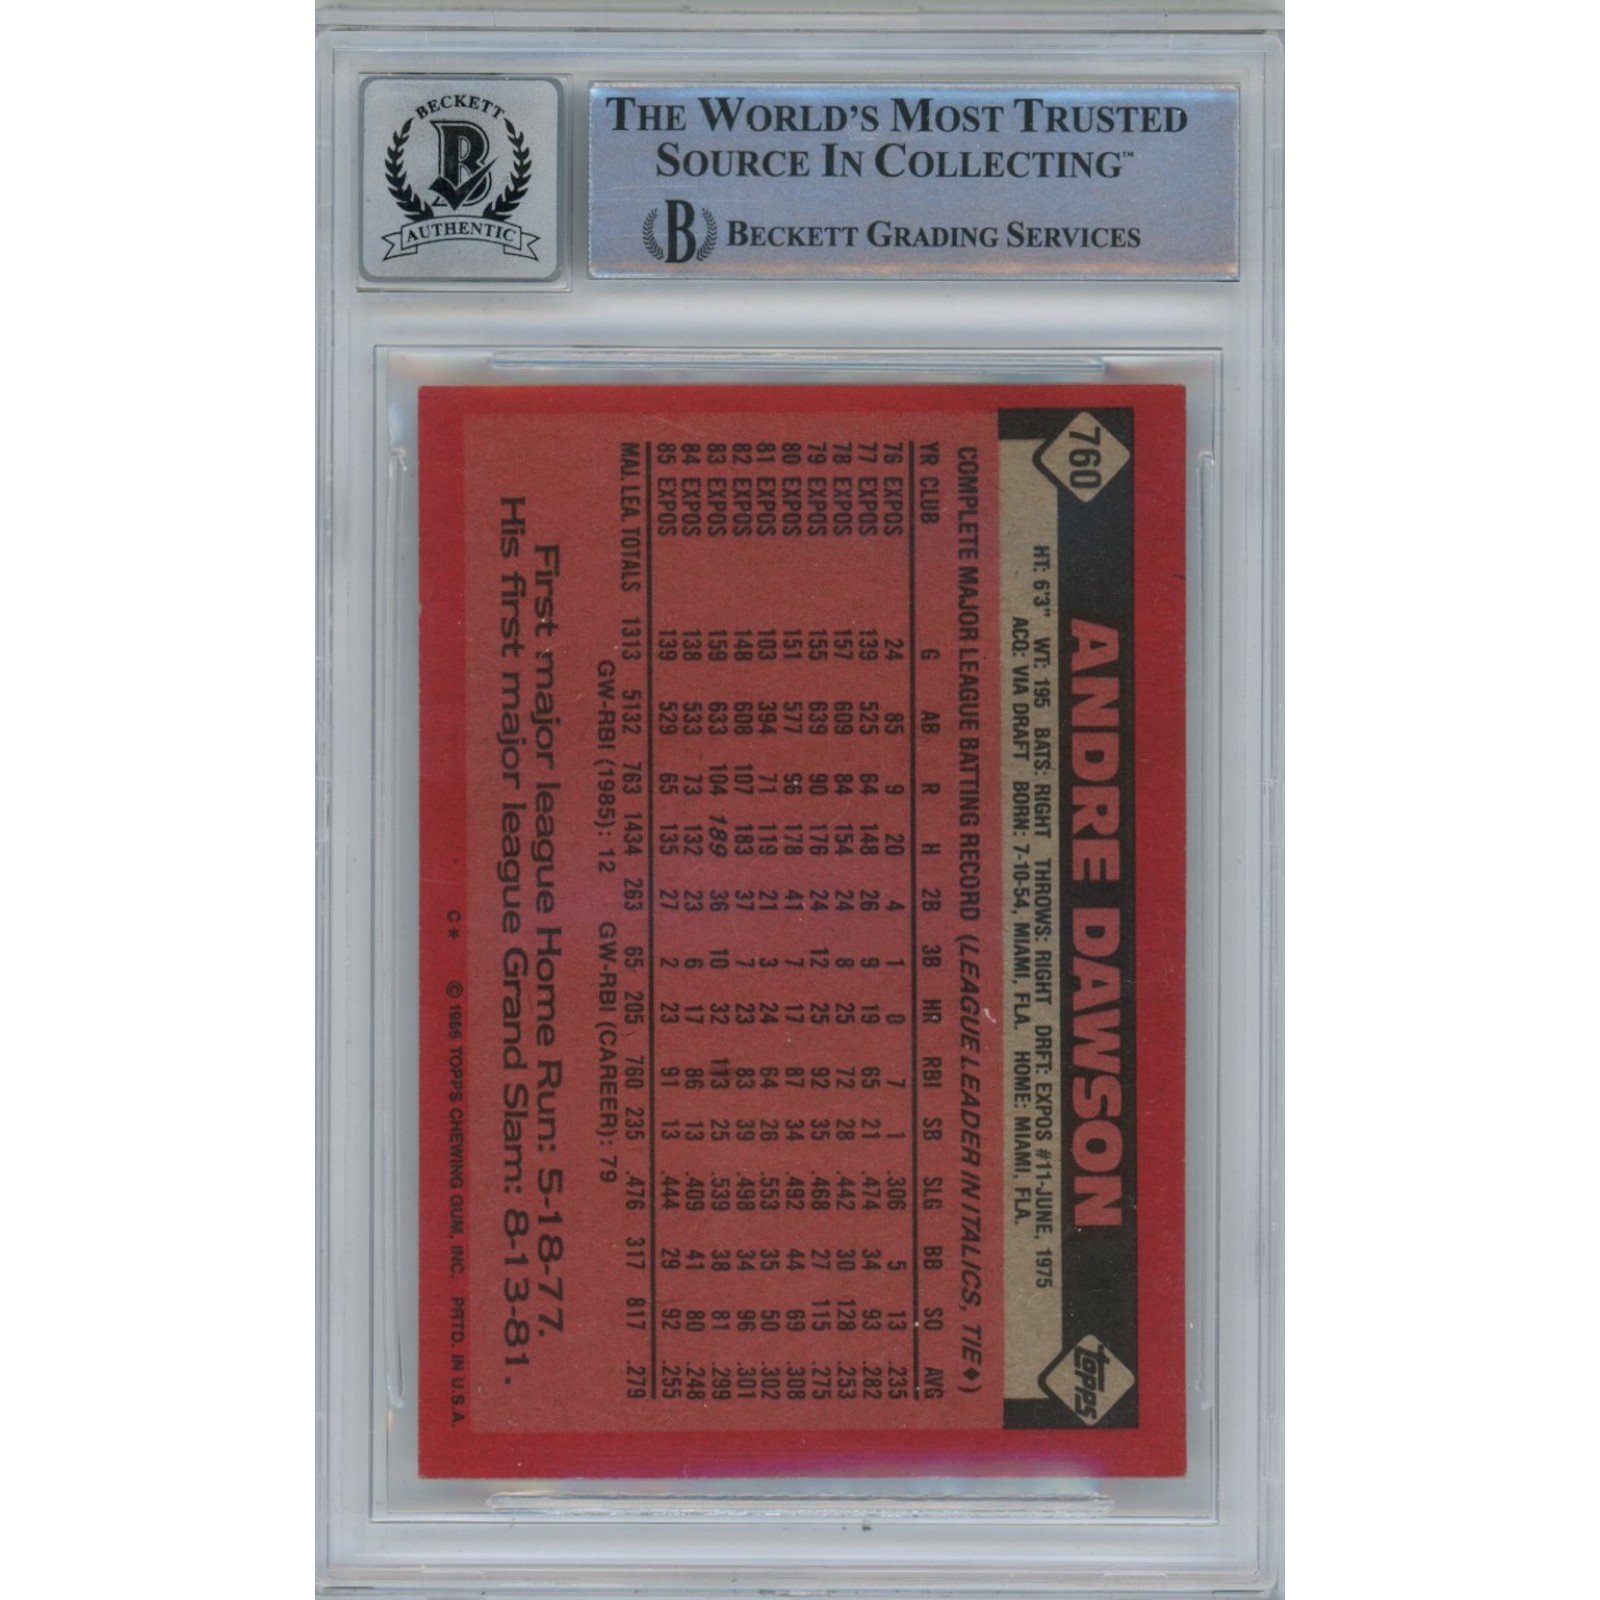 BECKETT
B
AUTHENTIC
THE WORLD'S MOST TRUSTED
SOURCE IN COLLECTING™
B BECKETT GRADING SERVICES
760
ANDRE DAWSON
topps
HT: 6'3" WT: 195 BATS: RIGHT THROWS: RIGHT DRFT: EXPOS #11-JUNE, 1975
ACQ: VIA DRAFT BORN: 7-10-54, MIAMI, FLA. HOME: MIAMI, FLA.
COMPLETE MAJOR LEAGUE BATTING RECORD (LEAGUE LEADER IN ITALICS, TIE♦)
YR CLUB G AB R H 2B 3B HR RBI SB SLG BB SO AVG
76 EXPOS 24 85 9 20 4 1 0 7 1 .306 5 13 .235
77 EXPOS 139 525 64 148 26 9 19 65 21 .474 34 93 .282
78 EXPOS 157 609 84 154 24 8 25 72 28 .442 30 128 .253
79 EXPOS 155 639 90 176 24 12 25 92 35 .468 27 115 .275
80 EXPOS 151 577 96 178 41 7 17 87 34 .492 44 69 .308
81 EXPOS 103 394 71 119 21 3 24 64 26 .553 35 50 .302
82 EXPOS 148 608 107 183 37 7 23 83 39 .498 34 96 .301
83 EXPOS 159 633 104 189 36 10 32 113 25 .539 38 81 .299
84 EXPOS 138 533 73 132 23 6 17 86 13 .409 41 80 .248
85 EXPOS 139 529 65 135 27 2 23 91 13 .444 29 92 .255
MAJ. LEA. TOTALS 1313 5132 763 1434 263 65 205 760 235 .476 317 817 .279
GW-RBI (1985): 12 GW-RBI (CAREER): 79
First major league Home Run: 5-18-77.
His first major league Grand Slam: 8-13-81.
C* © 1986 TOPPS CHEWING GUM, INC. PRTD. IN U.S.A.